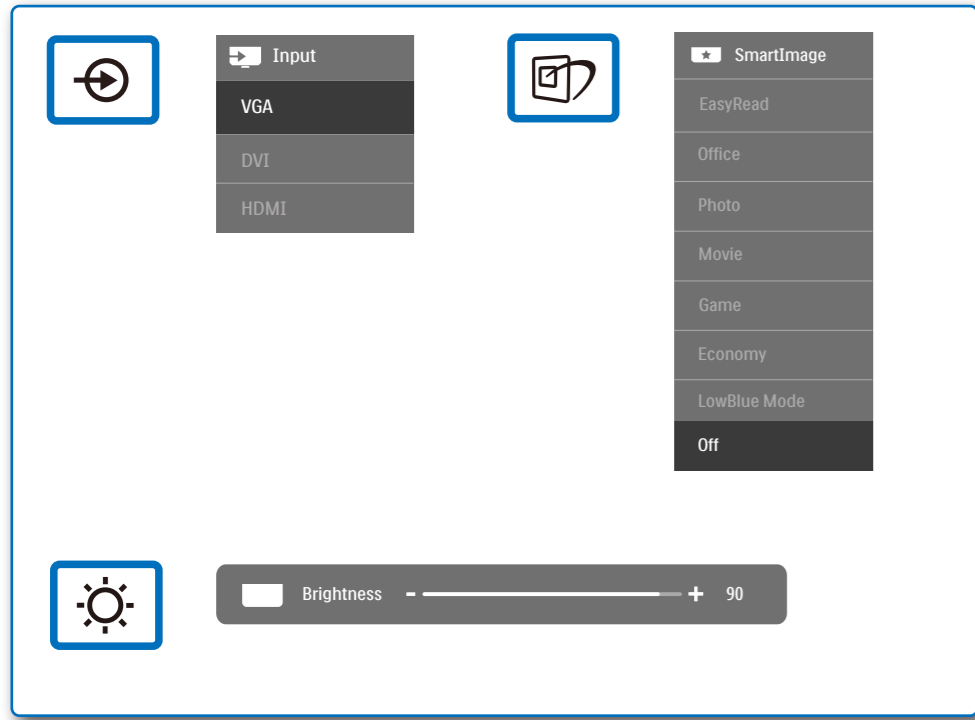 Input
VGA
DVI
HDMI
SmartImage
EasyRead
Office
Photo
Movie
Game
Economy
LowBlue Mode
Off
Brightness - + 90